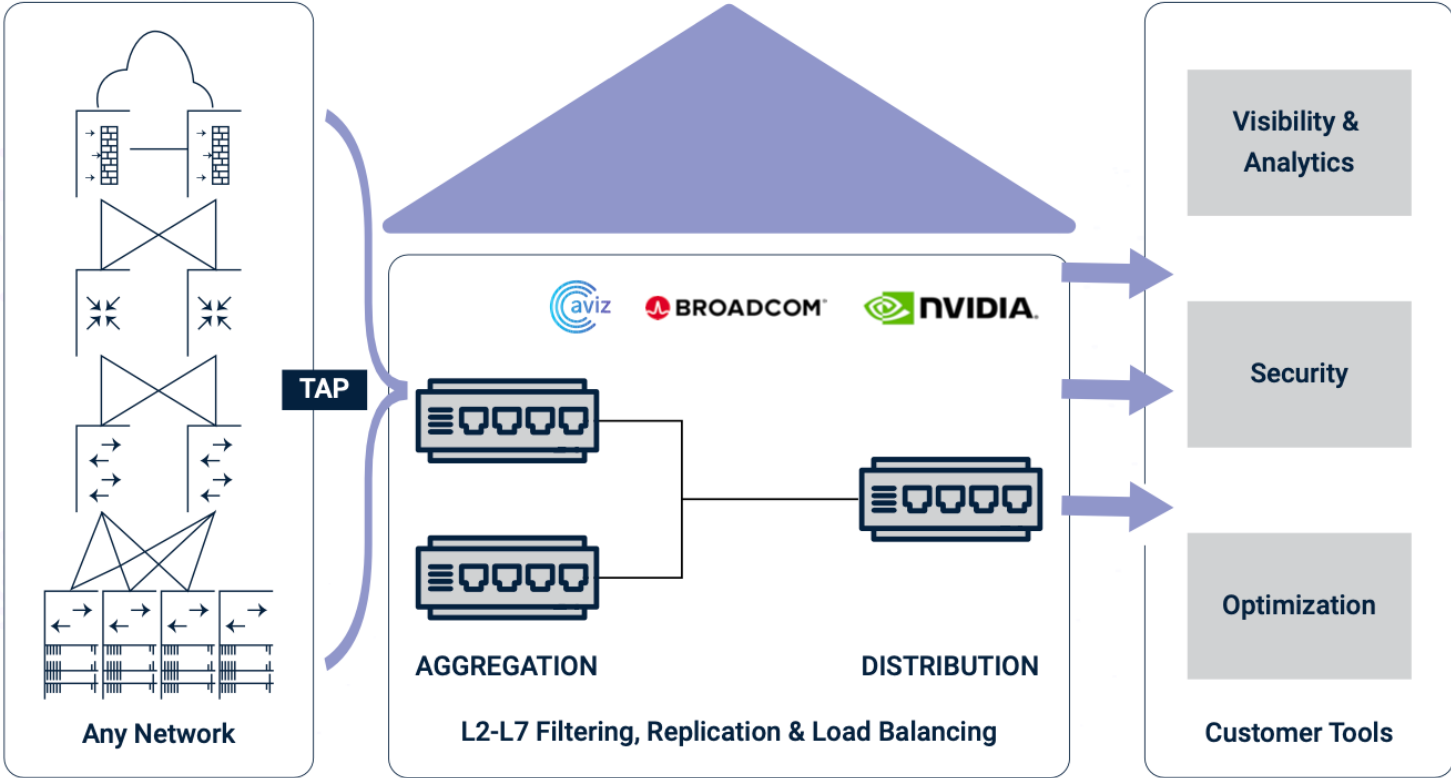 Any Network
TAP
aviz
BROADCOM®
NVIDIA.
AGGREGATION
DISTRIBUTION
L2-L7 Filtering, Replication & Load Balancing
Visibility &
Analytics
Security
Optimization
Customer Tools